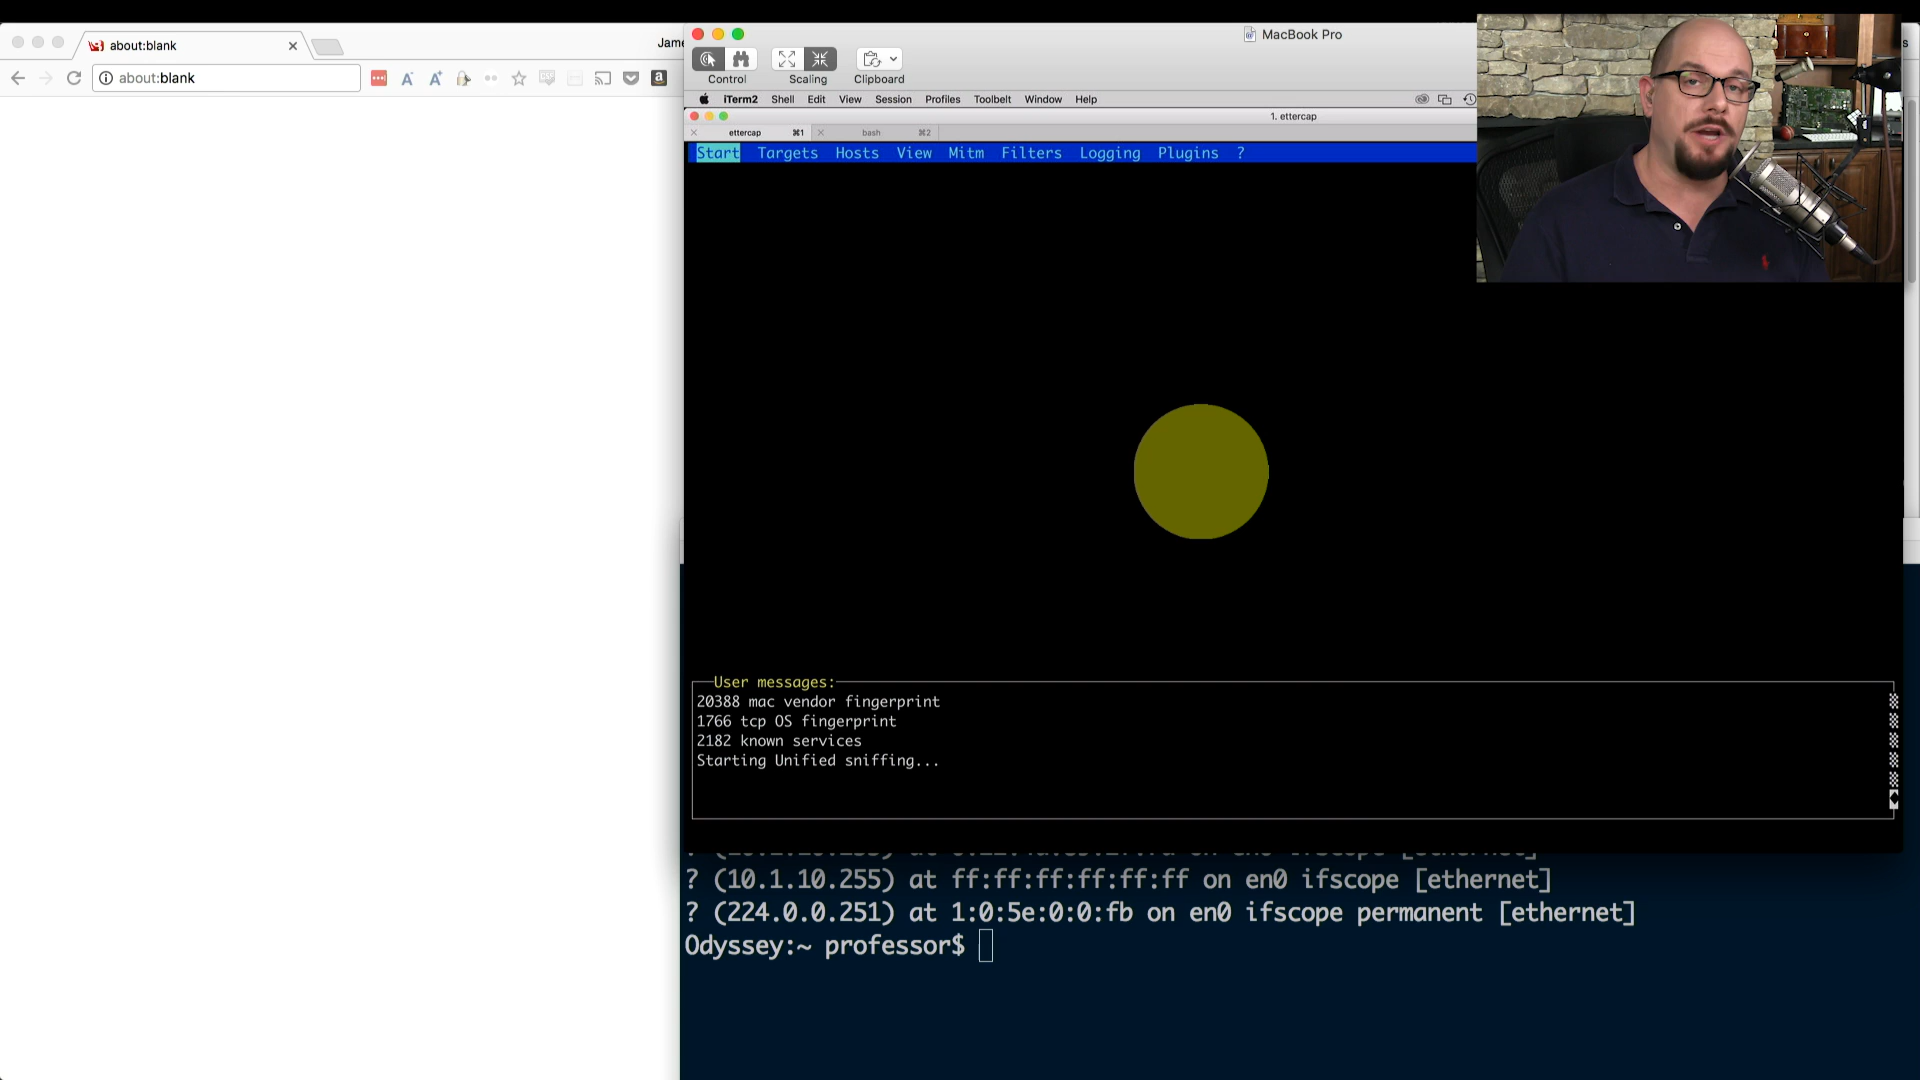 about:blank
Jame
about:blank
MacBook Pro
Control Scaling Clipboard
iTerm2 Shell Edit View Session Profiles Toolbelt Window Help
1. ettercap
ettercap ⌘1 bash ⌘2
Start Targets Hosts View Mitm Filters Logging Plugins ?
User messages:
20388 mac vendor fingerprint
1766 tcp OS fingerprint
2182 known services
Starting Unified sniffing...
? (10.1.10.255) at ff:ff:ff:ff:ff:ff on en0 ifscope [ethernet]
? (224.0.0.251) at 1:0:5e:0:0:fb on en0 ifscope permanent [ethernet]
Odyssey:~ professor$